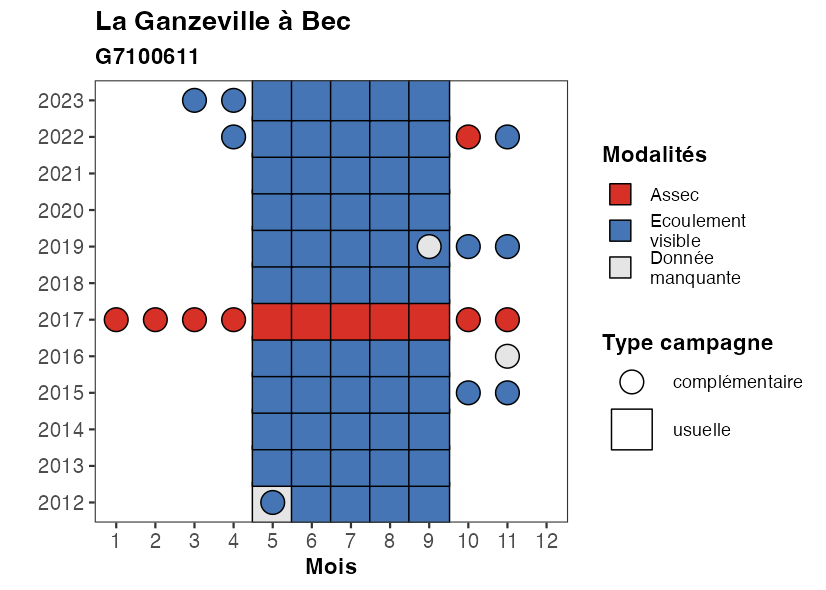 La Ganzeville à Bec
G7100611
2023
2022
2021
2020
2019
2018
2017
2016
2015
2014
2013
2012
1 2 3 4 5 6 7 8 9 10 11 12
Mois
Modalités
Assec
Ecoulement
visible
Donnée
manquante
Type campagne
complémentaire
usuelle